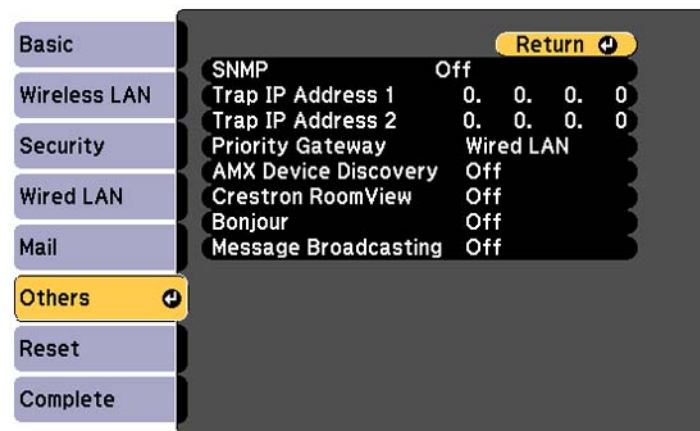 Basic
Wireless LAN
Security
Wired LAN
Mail
Others
Reset
Complete
Return
SNMP Off
Trap IP Address 1 0. 0. 0. 0
Trap IP Address 2 0. 0. 0. 0
Priority Gateway Wired LAN
AMX Device Discovery Off
Crestron RoomView Off
Bonjour Off
Message Broadcasting Off